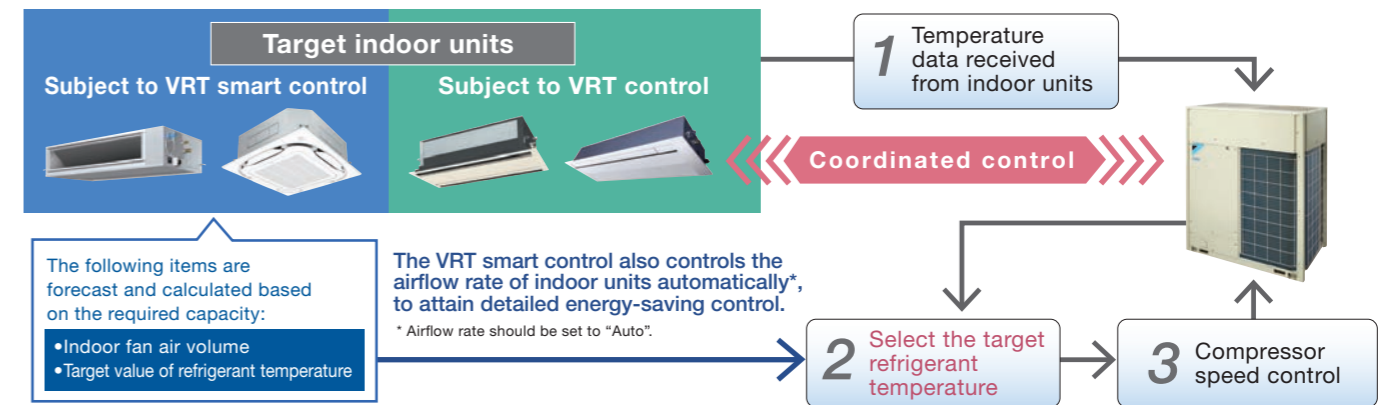 Target indoor units
Subject to VRT smart control
Subject to VRT control
1 Temperature
data received
from indoor units
Coordinated control
The following items are
forecast and calculated based
on the required capacity:
•Indoor fan air volume
•Target value of refrigerant temperature
The VRT smart control also controls the
airflow rate of indoor units automatically*,
to attain detailed energy-saving control.
* Airflow rate should be set to “Auto”.
2 Select the target
refrigerant
temperature
3 Compressor
speed control